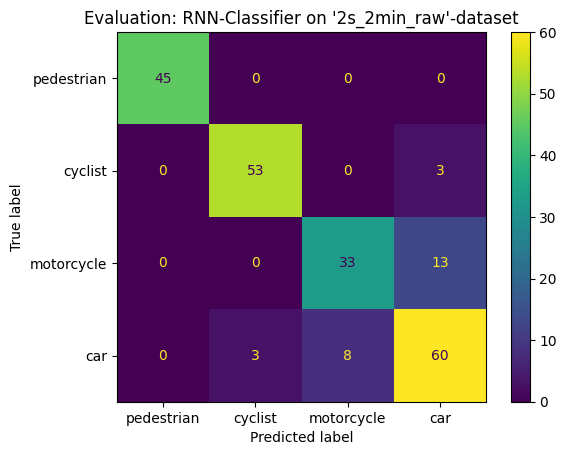 Evaluation: RNN-Classifier on '2s_2min_raw'-dataset
True label
pedestrian 45 0 0 0
cyclist 0 53 0 3
motorcycle 0 0 33 13
car 0 3 8 60
pedestrian cyclist motorcycle car
Predicted label
60
50
40
30
20
10
0